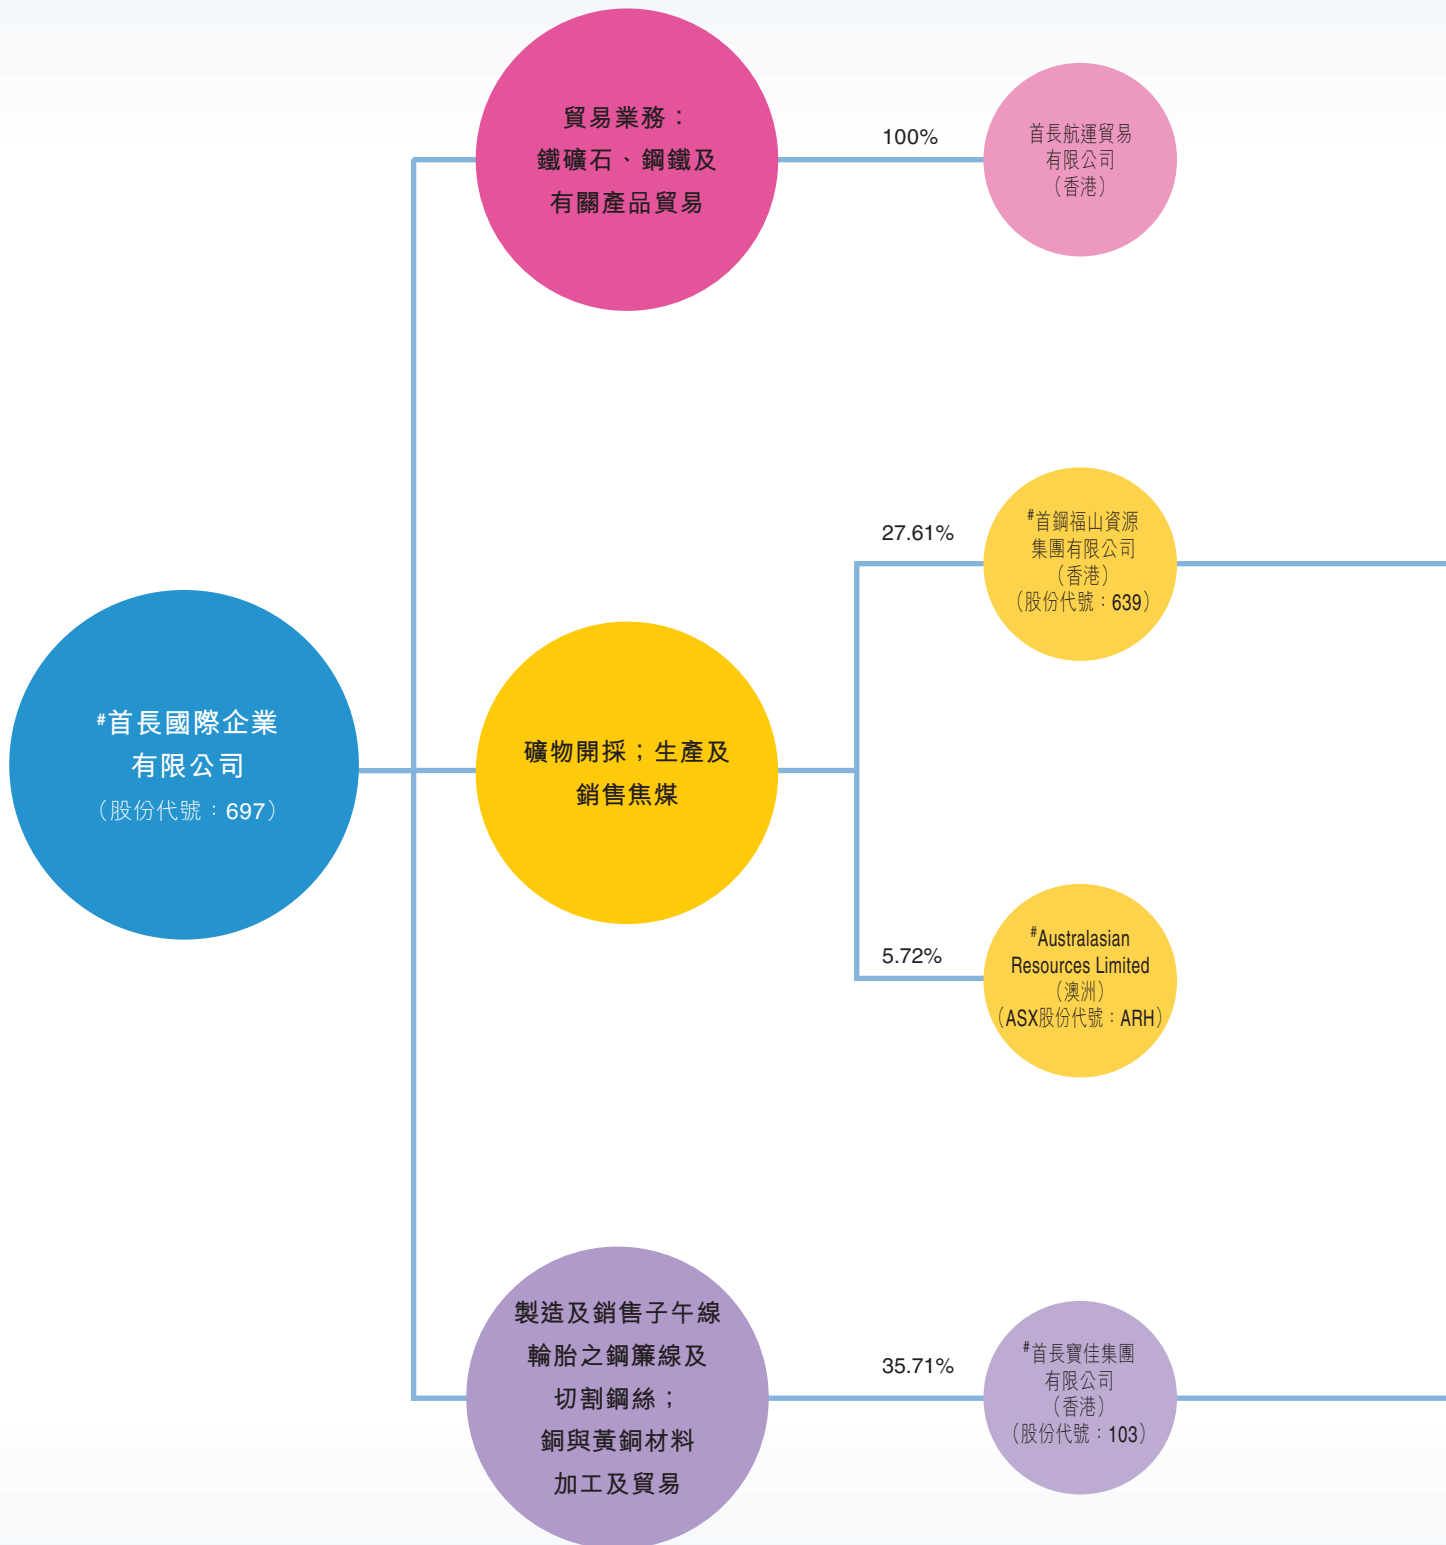 貿易業務：
鐵礦石、鋼鐵及
有關產品貿易
100%
首長航運貿易
有限公司
（香港）
27.61%
#首鋼福山資源
集團有限公司
（香港）
（股份代號：639）
#首長國際企業
有限公司
（股份代號：697）
礦物開採；生產及
銷售焦煤
5.72%
#Australasian
Resources Limited
（澳洲）
（ASX股份代號：ARH）
製造及銷售子午線
輪胎之鋼簾線及
切割鋼絲；
銅與黃銅材料
加工及貿易
35.71%
#首長寶佳集團
有限公司
（香港）
（股份代號：103）